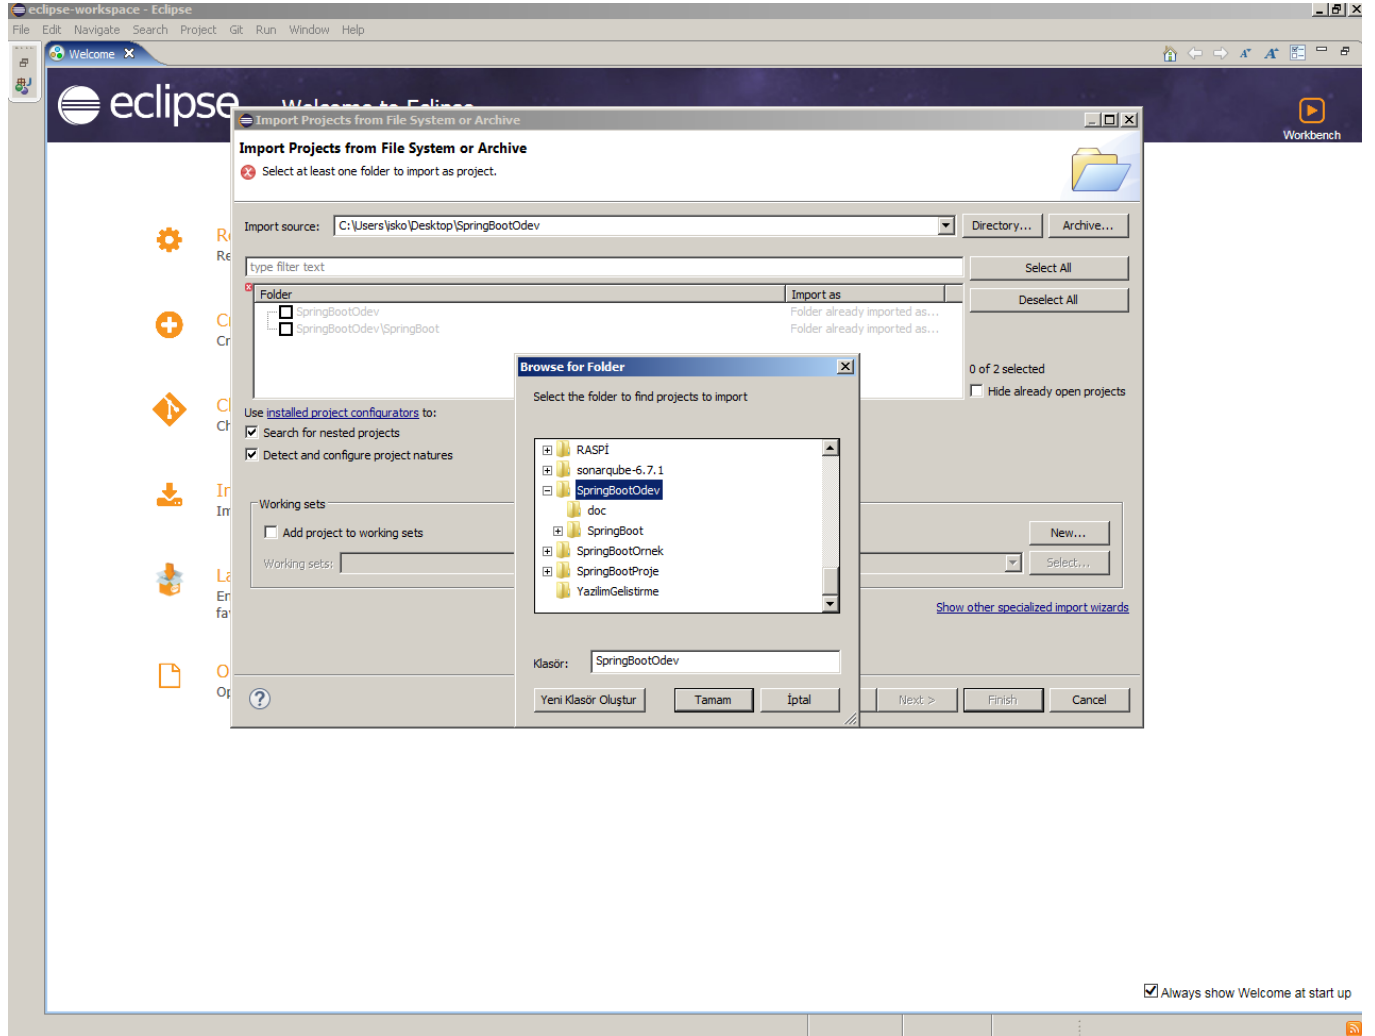 eclipse-workspace - Eclipse
File Edit Navigate Search Project Git Run Window Help
Welcome
eclipse
Welcome to Eclipse
Workbench
Import Projects from File System or Archive
Import Projects from File System or Archive
Select at least one folder to import as project.
Import source: C:\Users\isko\Desktop\SpringBootOdev Directory... Archive...
type filter text Select All
Folder Import as Deselect All
SpringBootOdev Folder already imported as...
SpringBootOdev\SpringBoot Folder already imported as...
0 of 2 selected
Hide already open projects
Use installed project configurators to:
Search for nested projects
Detect and configure project natures
Working sets
Add project to working sets New...
Working sets: Select...
Show other specialized import wizards
Next > Finish Cancel
Browse for Folder
Select the folder to find projects to import
RASPİ
sonarqube-6.7.1
SpringBootOdev
doc
SpringBoot
SpringBootOrnek
SpringBootProje
YazilimGelistirme
Klasör: SpringBootOdev
Yeni Klasör Oluştur Tamam İptal
Always show Welcome at start up